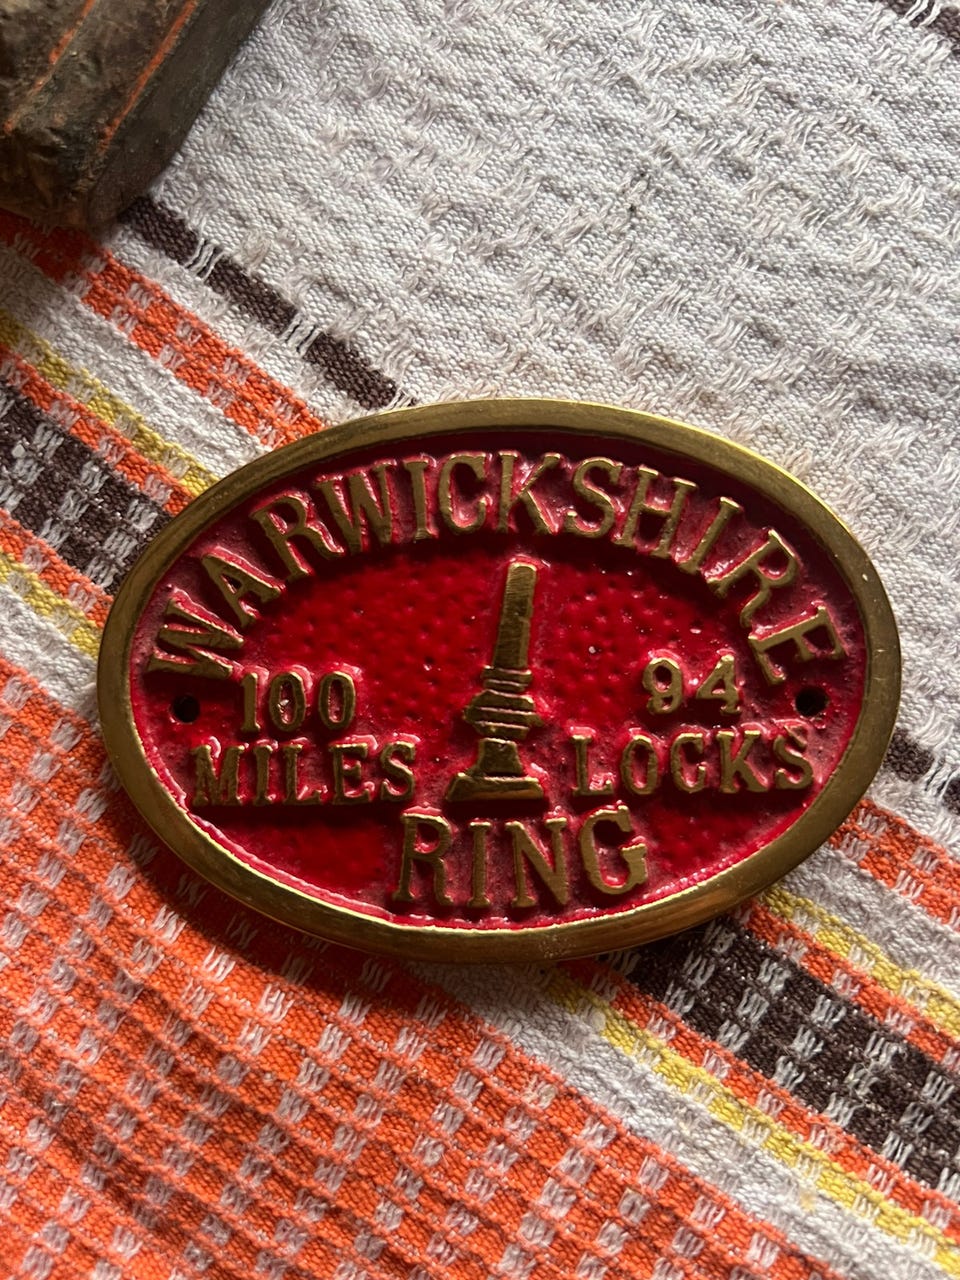 WARWICKSHIRE
100 94
MILES LOCKS
RING